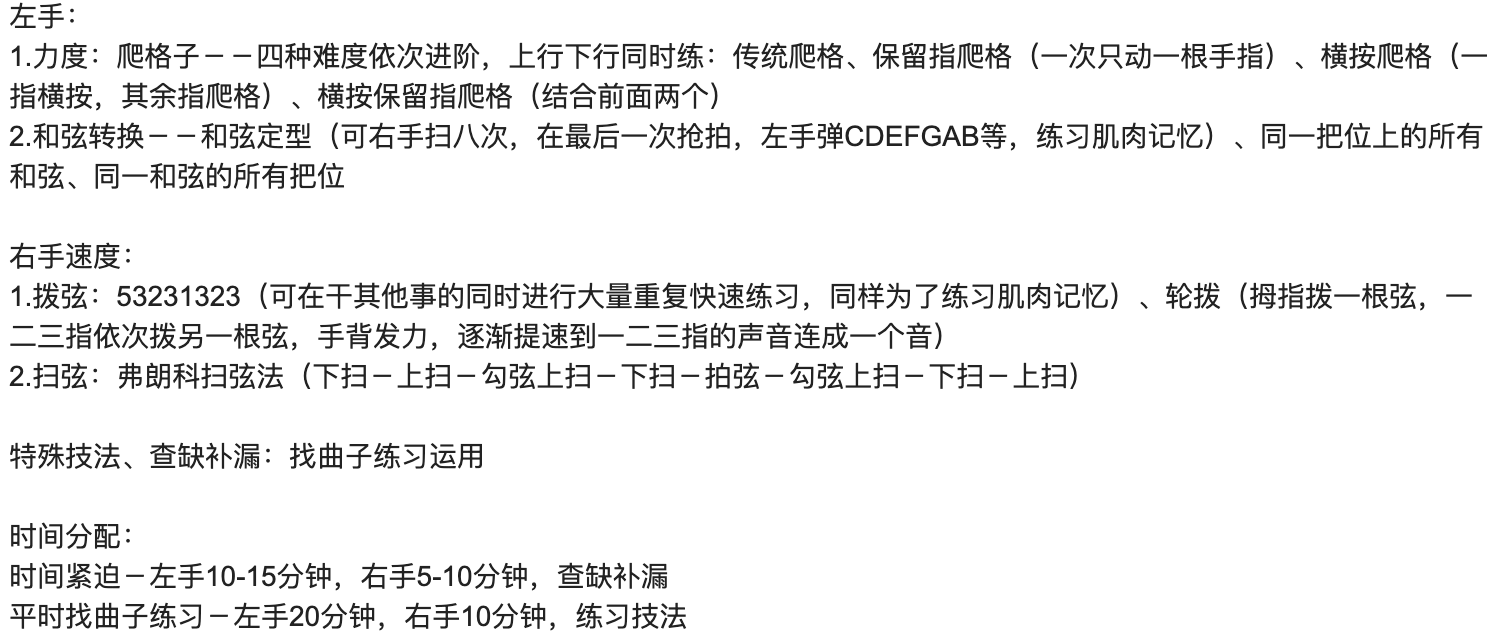 左手：
1.力度：爬格子－－四种难度依次进阶，上行下行同时练：传统爬格、保留指爬格（一次只动一根手指）、横按爬格（一
指横按，其余指爬格）、横按保留指爬格（结合前面两个）
2.和弦转换－－和弦定型（可右手扫八次，在最后一次抢拍，左手弹CDEFGAB等，练习肌肉记忆）、同一把位上的所有
和弦、同一和弦的所有把位
右手速度：
1.拨弦：53231323（可在干其他事的同时进行大量重复快速练习，同样为了练习肌肉记忆）、轮拨（拇指拨一根弦，一
二三指依次拨另一根弦，手背发力，逐渐提速到一二三指的声音连成一个音）
2.扫弦：弗朗科扫弦法（下扫－上扫－勾弦上扫－下扫－拍弦－勾弦上扫－下扫－上扫）
特殊技法、查缺补漏：找曲子练习运用
时间分配：
时间紧迫－左手10-15分钟，右手5-10分钟，查缺补漏
平时找曲子练习－左手20分钟，右手10分钟，练习技法